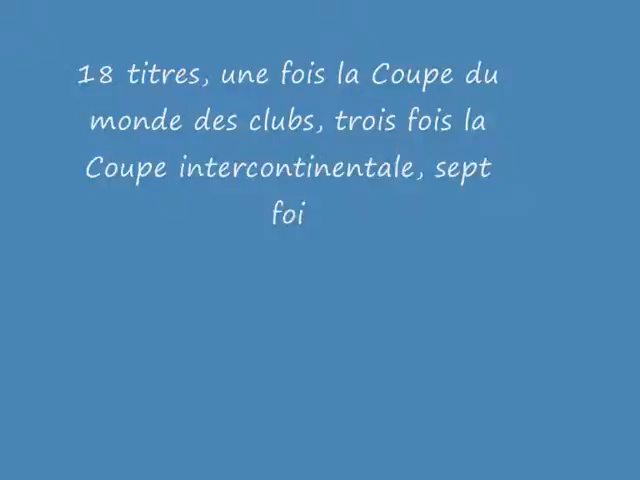 18 titres, une fois la Coupe du
monde des clubs, trois fois la
Coupe intercontinentale, sept
foi